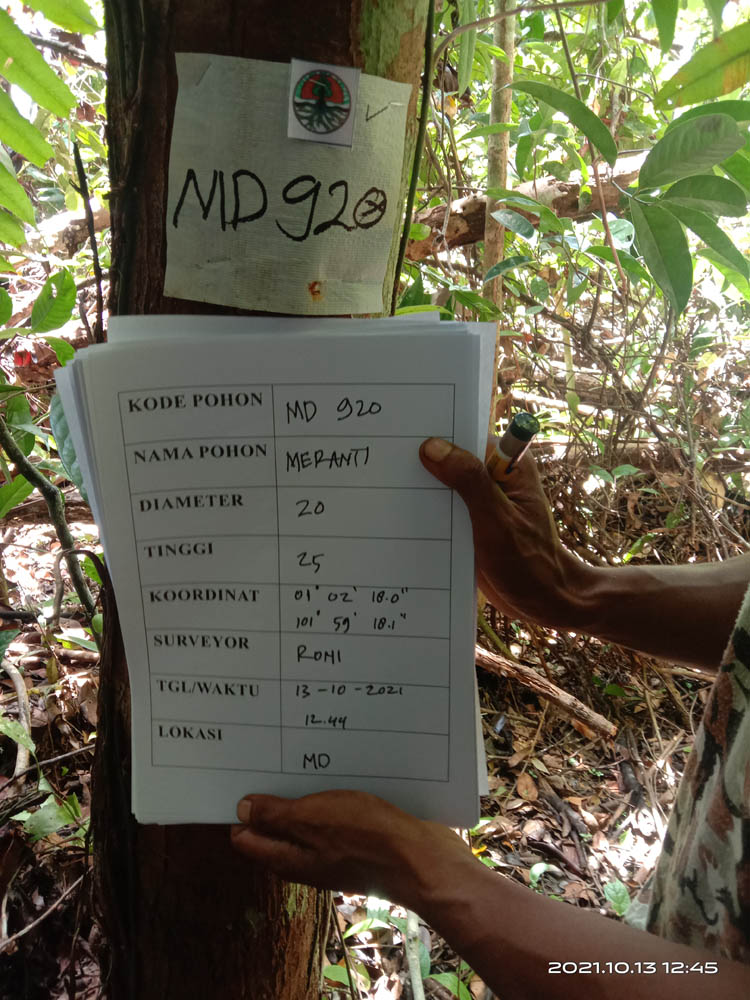 MD 920
KODE POHON MD 920
NAMA POHON MERANTI
DIAMETER 20
TINGGI 25
KOORDINAT 01° 02' 18.0"
101° 59' 18.1"
SURVEYOR RONI
TGL/WAKTU 13-10-2021
12.44
LOKASI MD
2021.10.13 12:45